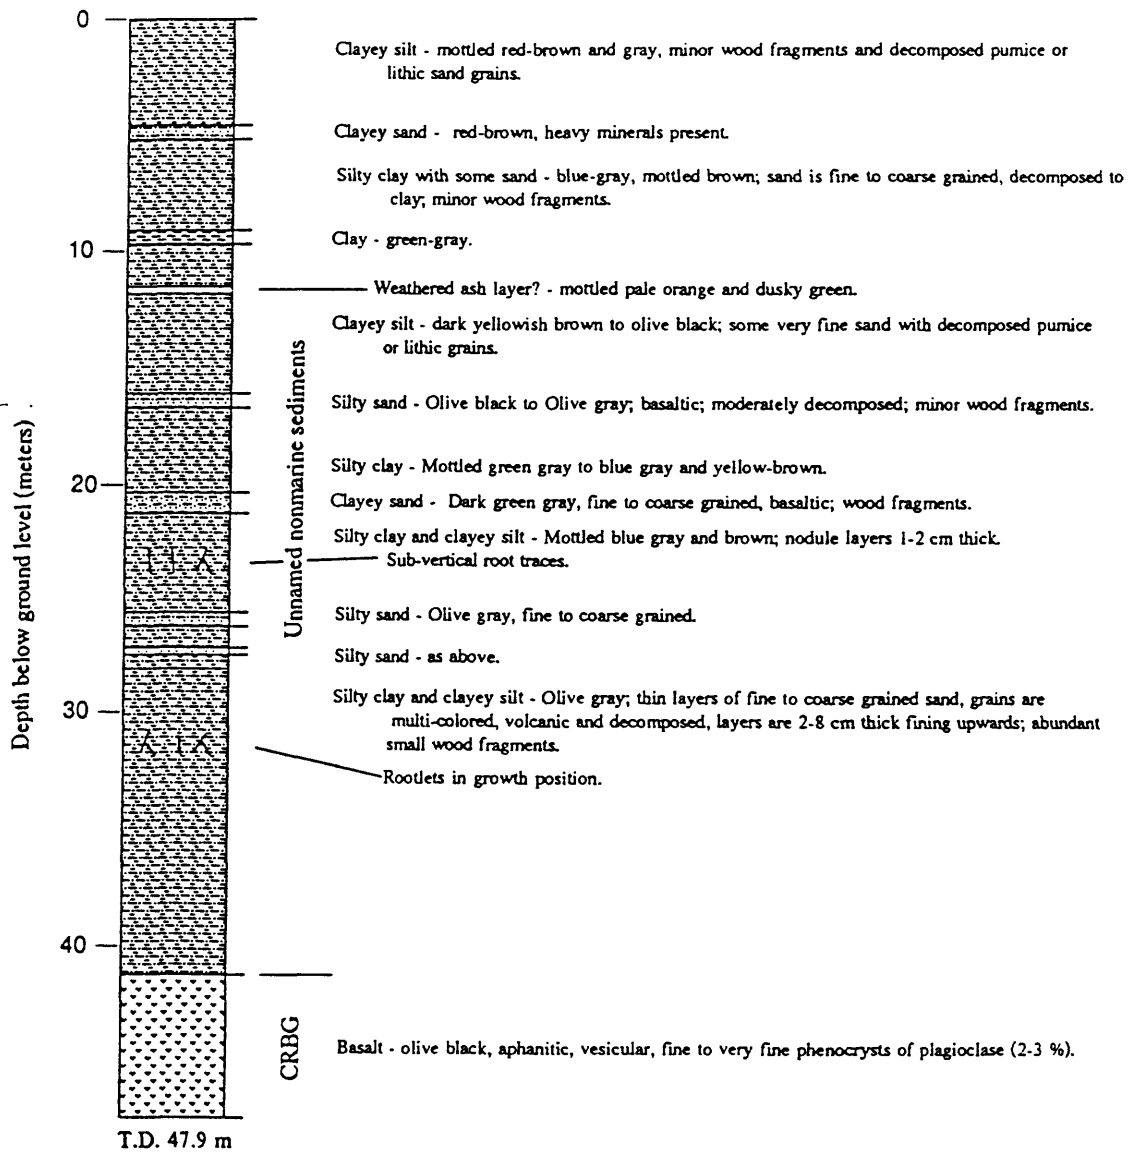 0
Clayey silt - mottled red-brown and gray, minor wood fragments and decomposed pumice or
lithic sand grains.
Clayey sand - red-brown, heavy minerals present.
Silty clay with some sand - blue-gray, mottled brown; sand is fine to coarse grained, decomposed to
clay; minor wood fragments.
Clay - green-gray.
10
Weathered ash layer? - mottled pale orange and dusky green.
Clayey silt - dark yellowish brown to olive black; some very fine sand with decomposed pumice
or lithic grains.
Silty sand - Olive black to Olive gray; basaltic; moderately decomposed; minor wood fragments.
Silty clay - Mottled green gray to blue gray and yellow-brown.
20
Clayey sand - Dark green gray, fine to coarse grained, basaltic; wood fragments.
Silty clay and clayey silt - Mottled blue gray and brown; nodule layers 1-2 cm thick.
Sub-vertical root traces.
Unnamed nonmarine sediments
Depth below ground level (meters)
Silty sand - Olive gray, fine to coarse grained.
Silty sand - as above.
Silty clay and clayey silt - Olive gray; thin layers of fine to coarse grained sand, grains are
multi-colored, volcanic and decomposed, layers are 2-8 cm thick fining upwards; abundant
small wood fragments.
30
Rootlets in growth position.
40
CRBG
Basalt - olive black, aphanitic, vesicular, fine to very fine phenocrysts of plagioclase (2-3 %).
T.D. 47.9 m